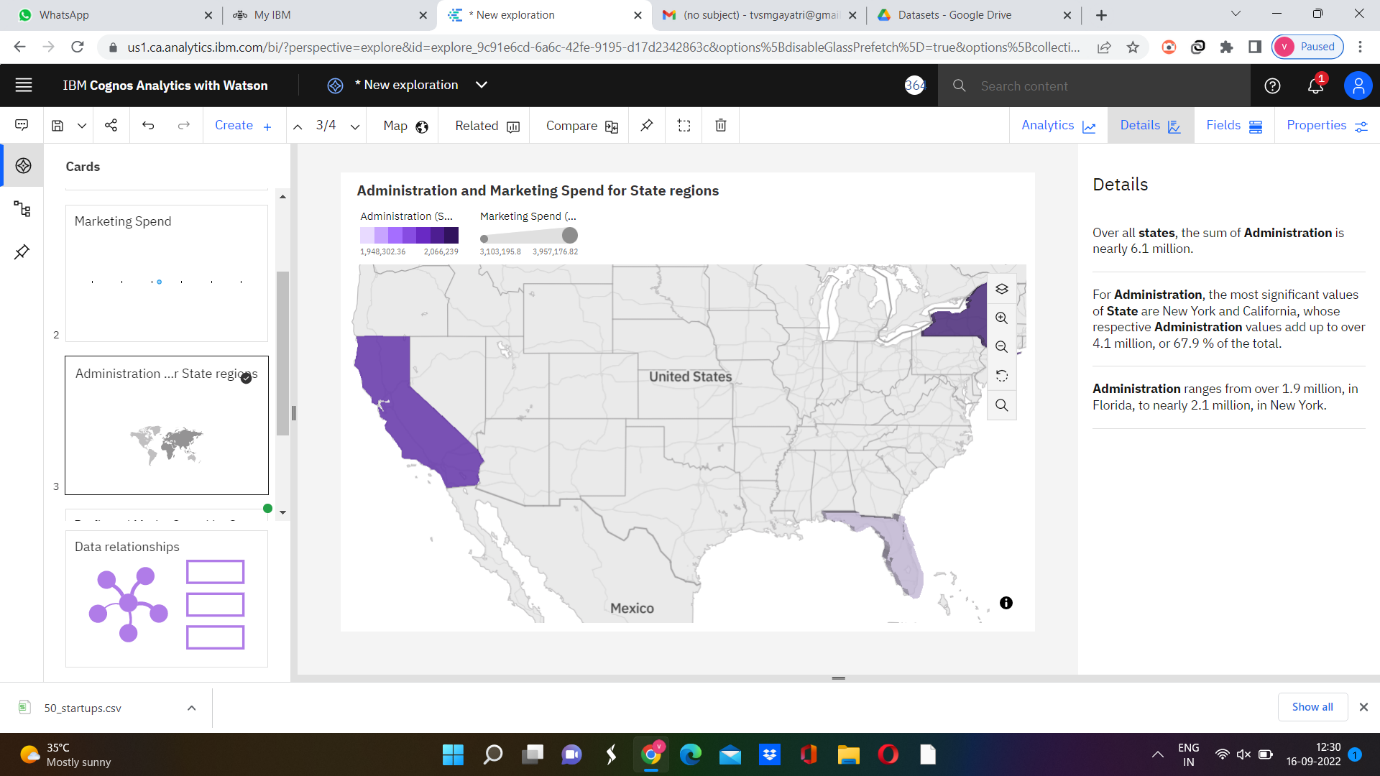 WhatsApp
My IBM
* New exploration
(no subject) - tvsmgayatri@gmai
Datasets - Google Drive
us1.ca.analytics.ibm.com/bi/?perspective=explore&id=explore_9c91e6cd-6a6c-42fe-9195-d17d2342863c&options%5BdisableGlassPrefetch%5D=true&options%5Bcollecti...
V Paused
IBM Cognos Analytics with Watson
* New exploration
364
Search content
1
Create +
3/4
Map
Related
Compare
Analytics
Details
Fields
Properties
Cards
Marketing Spend
2
Administration ...r State regions
3
Data relationships
Administration and Marketing Spend for State regions
Administration (S...
Marketing Spend (...
1,948,302.36
2,066,239
3,103,195.8
3,957,176.82
United States
Mexico
Details
Over all states, the sum of Administration is
nearly 6.1 million.
For Administration, the most significant values
of State are New York and California, whose
respective Administration values add up to over
4.1 million, or 67.9 % of the total.
Administration ranges from over 1.9 million, in
Florida, to nearly 2.1 million, in New York.
50_startups.csv
Show all
35°C
Mostly sunny
ENG
IN
12:30
16-09-2022
1